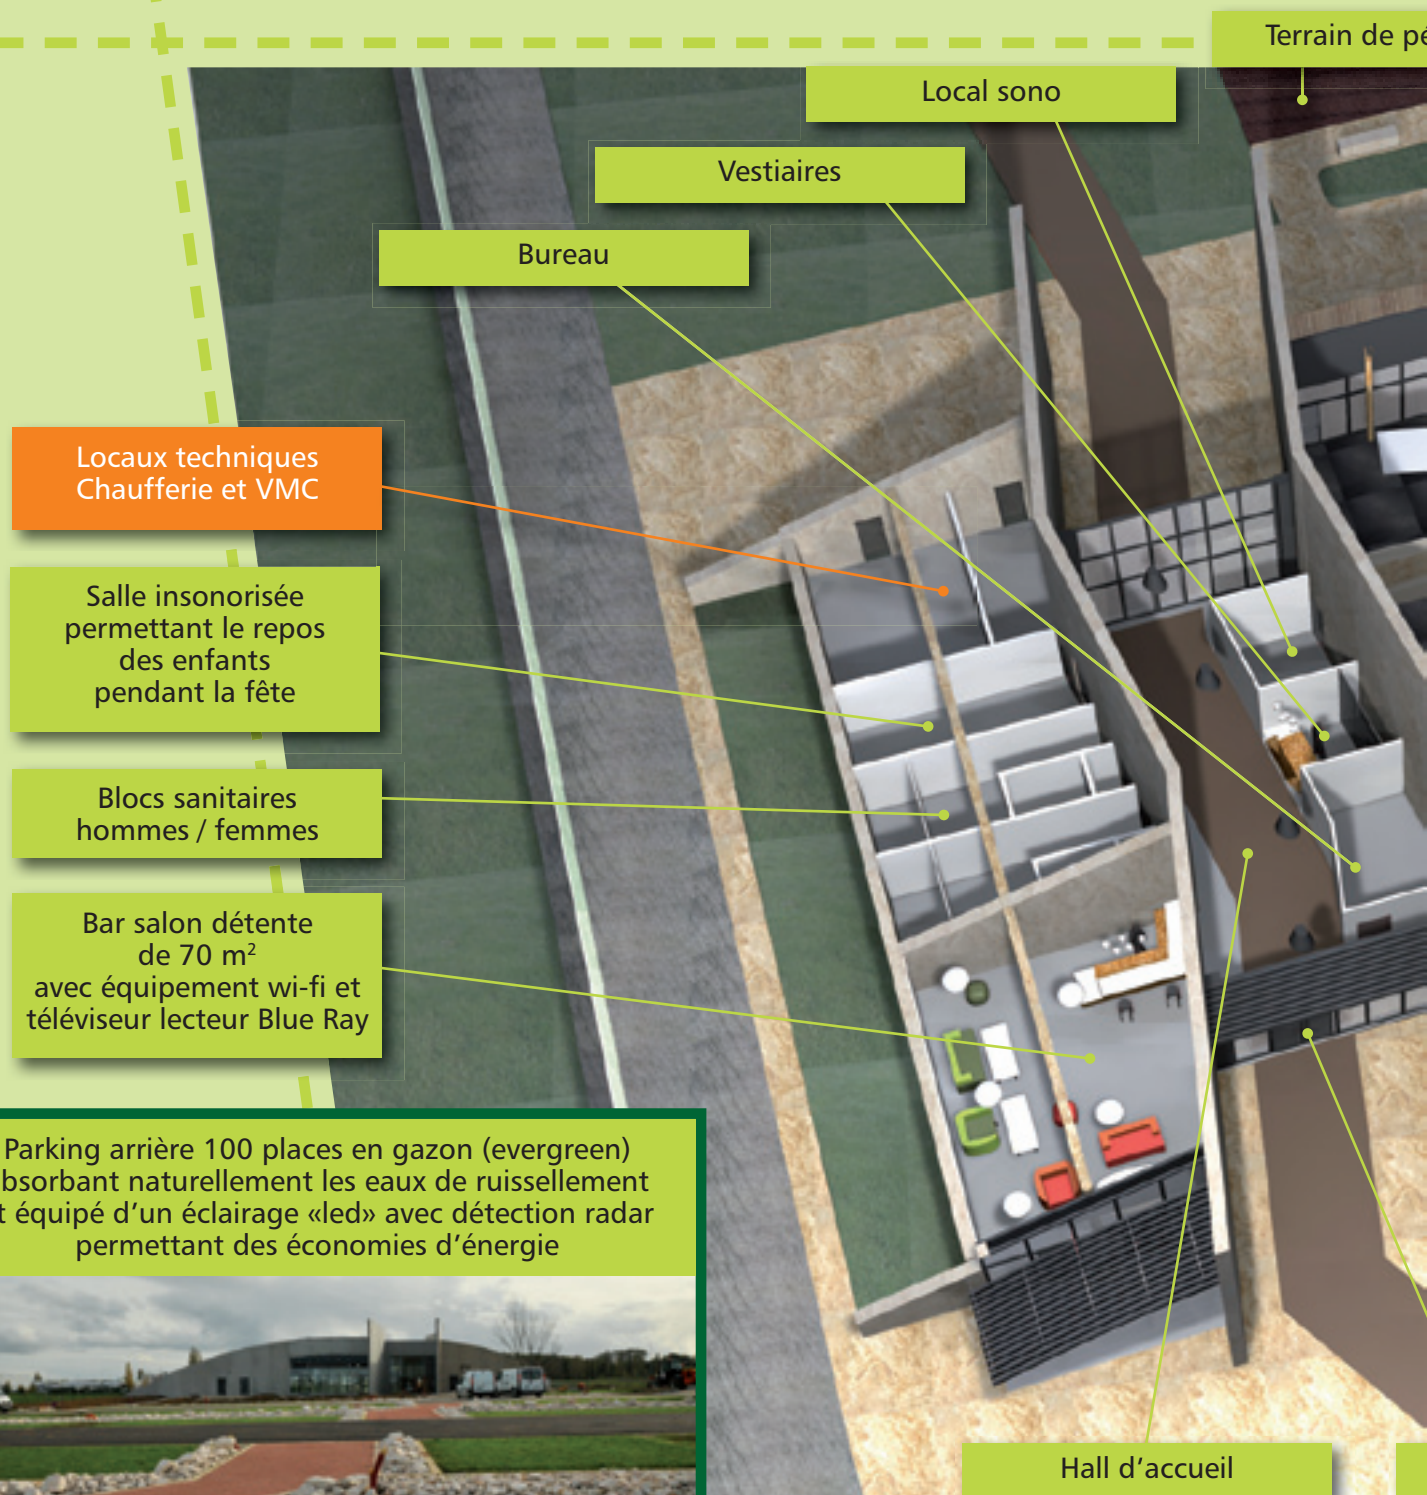 Terrain de
Local sono
Vestiaires
Bureau
Locaux techniques
Chaufferie et VMC
Salle insonorisée
permettant le repos
des enfants
pendant la fête
Blocs sanitaires
hommes / femmes
Bar salon détente
de 70 m²
avec équipement wi-fi et
téléviseur lecteur Blue Ray
Parking arrière 100 places en gazon (evergreen)
bsorbant naturellement les eaux de ruissellement
t équipé d’un éclairage «led» avec détection radar
permettant des économies d’énergie
Hall d’accueil